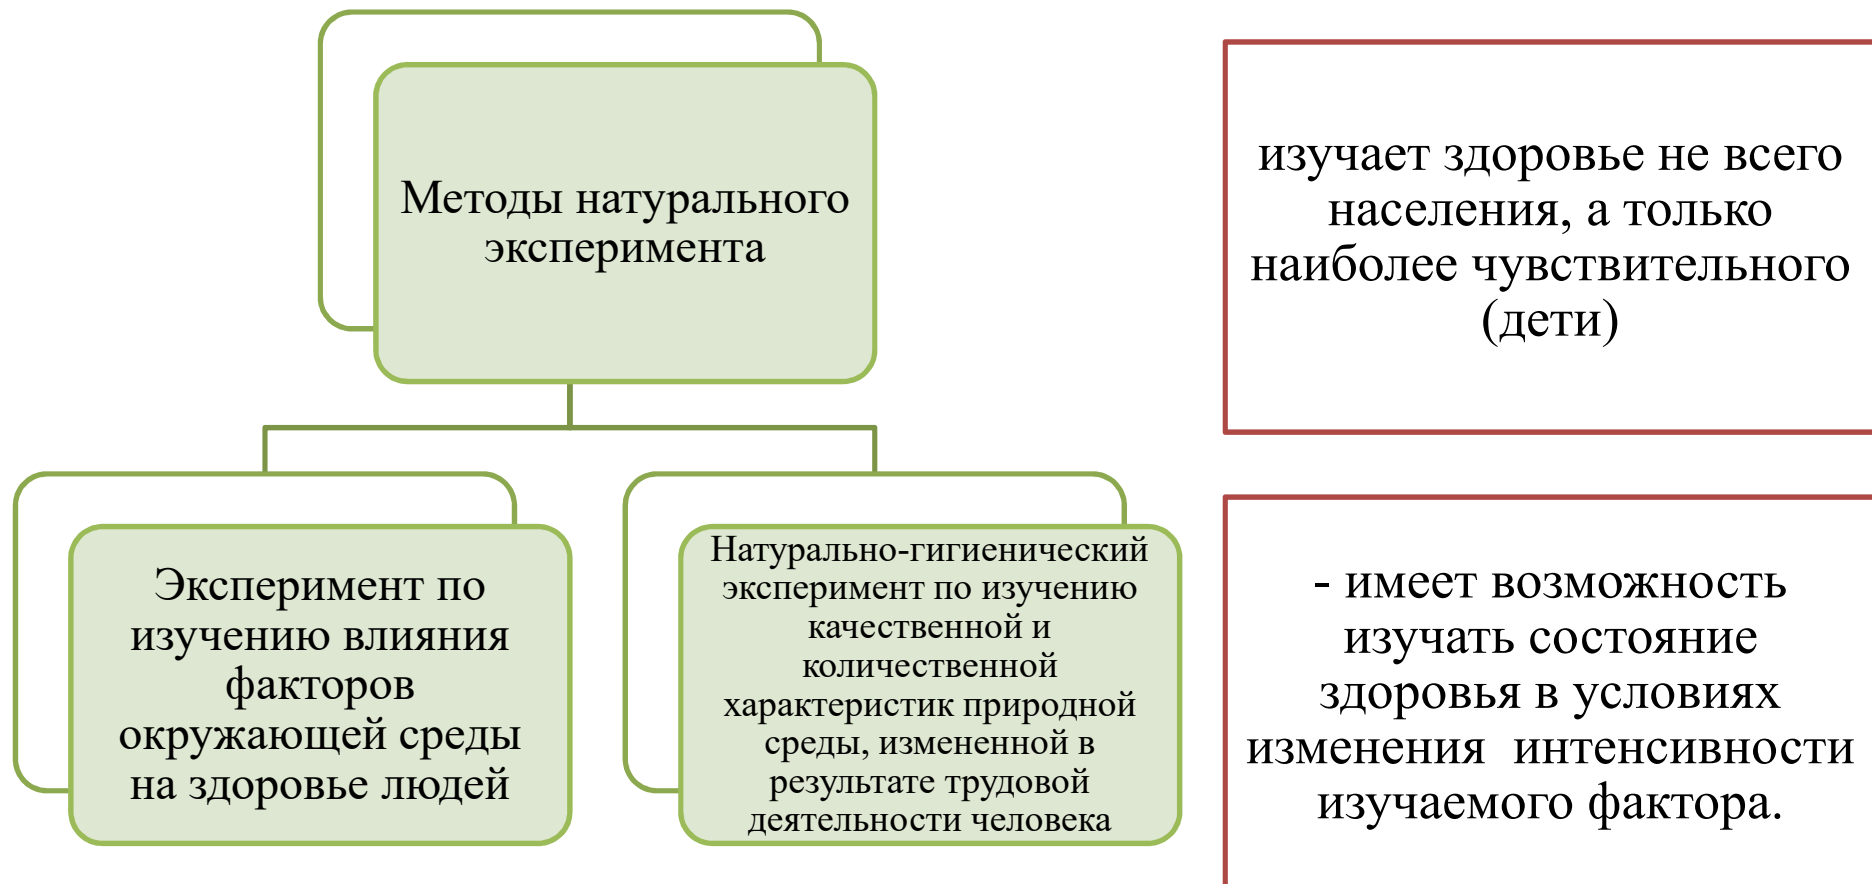 Методы натурального
эксперимента
Эксперимент по
изучению влияния
факторов
окружающей среды
на здоровье людей
Натурально-гигиенический
эксперимент по изучению
качественной и
количественной
характеристик природной
среды, измененной в
результате трудовой
деятельности человека
изучает здоровье не всего
населения, а только
наиболее чувствительного
(дети)
- имеет возможность
изучать состояние
здоровья в условиях
изменения интенсивности
изучаемого фактора.